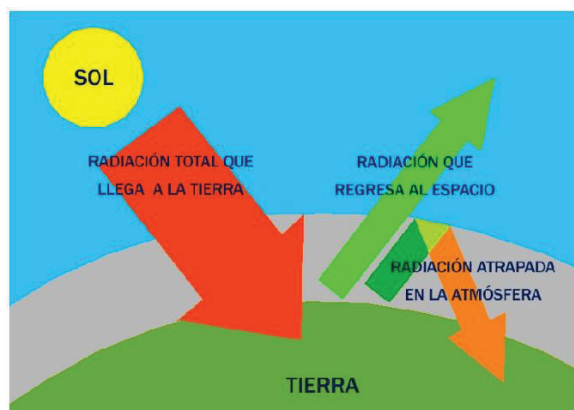 SOL
RADIACIÓN TOTAL QUE
LLEGA A LA TIERRA
RADIACIÓN QUE
REGRESA AL ESPACIO
RADIACIÓN ATRAPADA
EN LA ATMÓSFERA
TIERRA